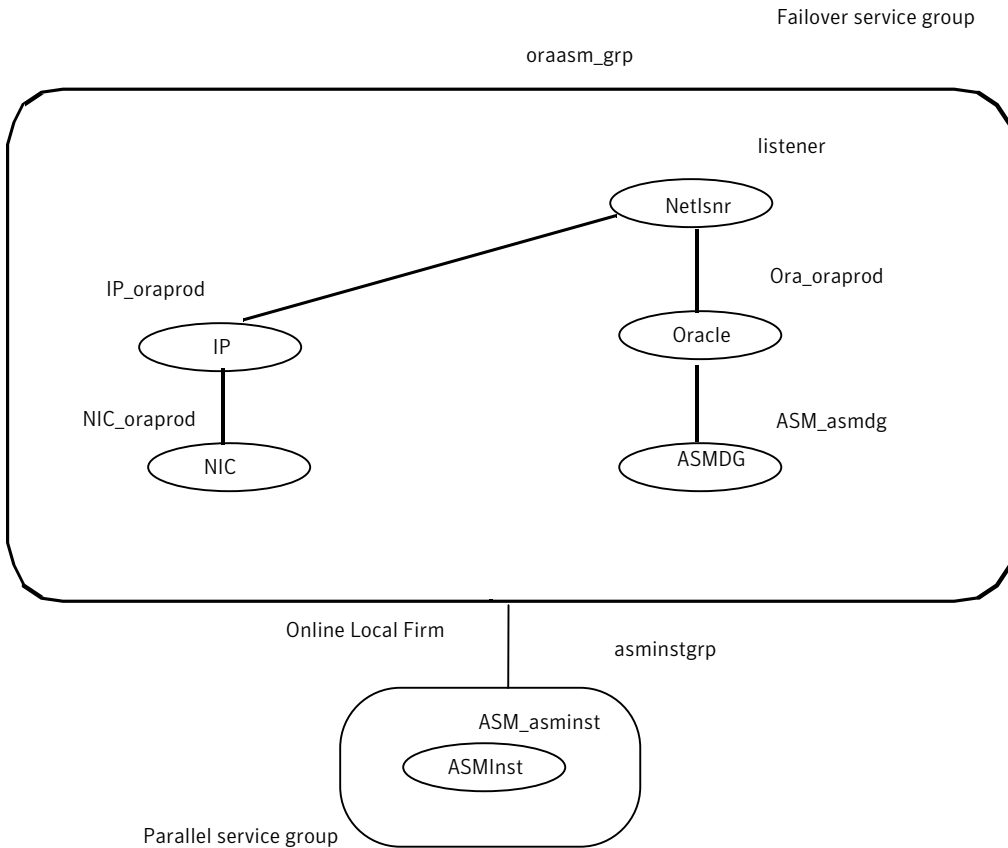 Failover service group
oraasm_grp
listener
Netlsnr
Ora_oraprod
IP_oraprod
Oracle
IP
NIC_oraprod
ASM_asmdg
ASMDG
NIC
Online Local Firm
asminstgrp
ASM_asminst
ASMInst
Parallel service group